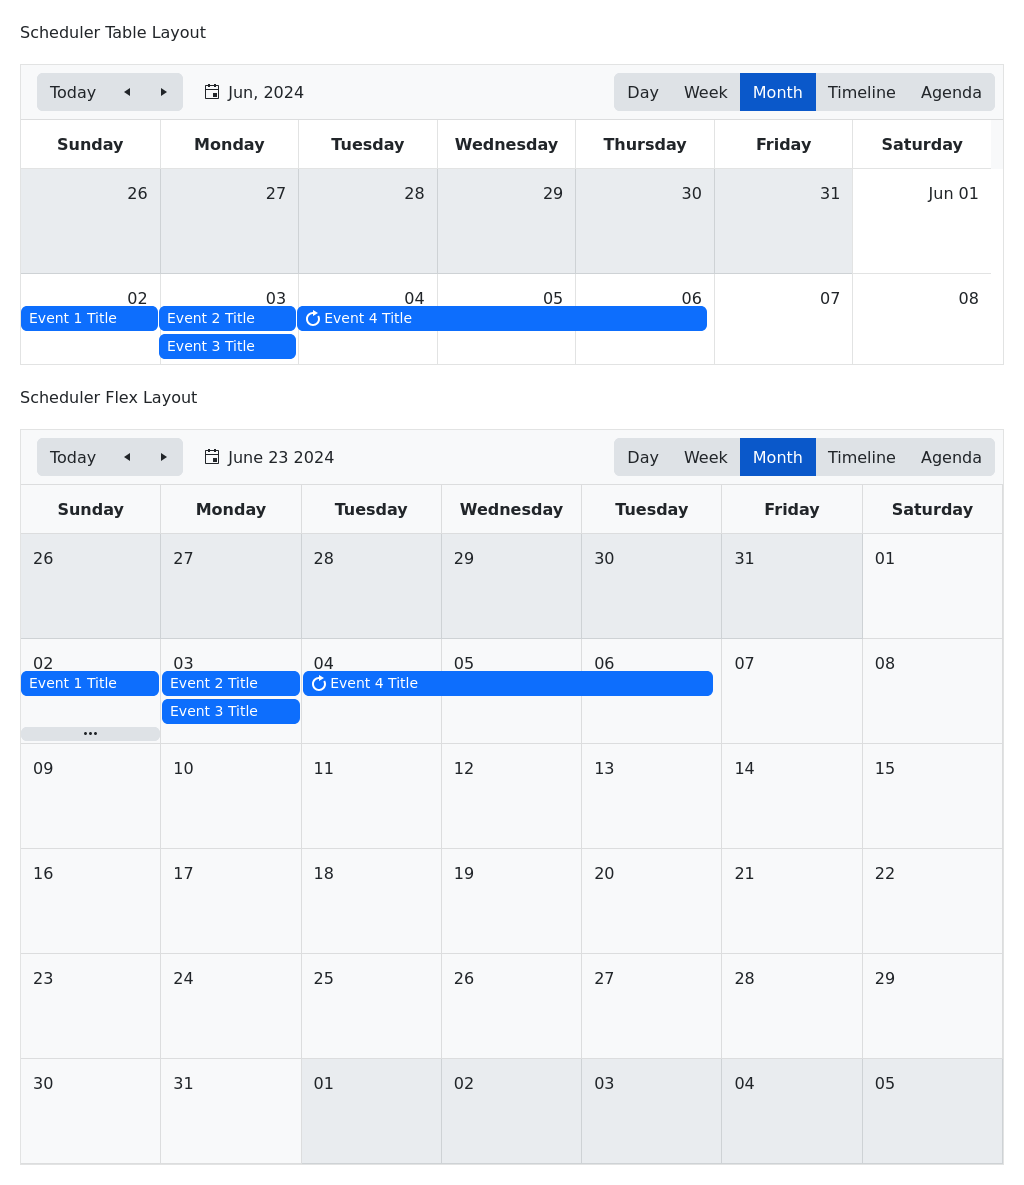 Scheduler Table Layout
Today Jun, 2024 Day Week Month Timeline Agenda
Sunday Monday Tuesday Wednesday Thursday Friday Saturday
26 27 28 29 30 31 Jun 01
02 03 04 05 06 07 08
Event 1 Title Event 2 Title Event 4 Title
Event 3 Title
Scheduler Flex Layout
Today June 23 2024 Day Week Month Timeline Agenda
Sunday Monday Tuesday Wednesday Tuesday Friday Saturday
26 27 28 29 30 31 01
02 03 04 05 06 07 08
Event 1 Title Event 2 Title Event 4 Title
Event 3 Title
09 10 11 12 13 14 15
16 17 18 19 20 21 22
23 24 25 26 27 28 29
30 31 01 02 03 04 05